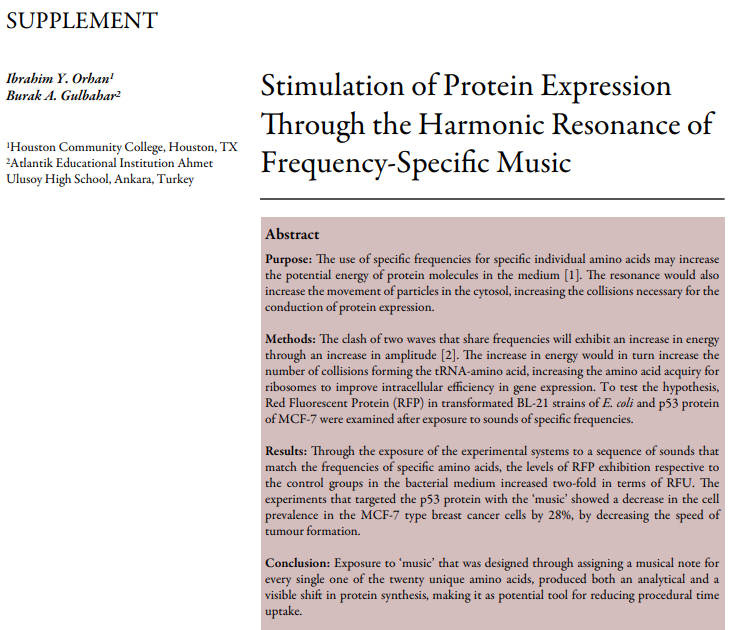 SUPPLEMENT
Ibrahim Y. Orhan¹
Burak A. Gulbahar²
¹Houston Community College, Houston, TX
²Atlantik Educational Institution Ahmet
Ulusoy High School, Ankara, Turkey
Stimulation of Protein Expression
Through the Harmonic Resonance of
Frequency-Specific Music
Abstract
Purpose: The use of specific frequencies for specific individual amino acids may increase
the potential energy of protein molecules in the medium [1]. The resonance would also
increase the movement of particles in the cytosol, increasing the collisions necessary for the
conduction of protein expression.
Methods: The clash of two waves that share frequencies will exhibit an increase in energy
through an increase in amplitude [2]. The increase in energy would in turn increase the
number of collisions forming the tRNA-amino acid, increasing the amino acid acquiry for
ribosomes to improve intracellular efficiency in gene expression. To test the hypothesis,
Red Fluorescent Protein (RFP) in transformated BL-21 strains of E. coli and p53 protein
of MCF-7 were examined after exposure to sounds of specific frequencies.
Results: Through the exposure of the experimental systems to a sequence of sounds that
match the frequencies of specific amino acids, the levels of RFP exhibition respective to
the control groups in the bacterial medium increased two-fold in terms of RFU. The
experiments that targeted the p53 protein with the ‘music’ showed a decrease in the cell
prevalence in the MCF-7 type breast cancer cells by 28%, by decreasing the speed of
tumour formation.
Conclusion: Exposure to ‘music’ that was designed through assigning a musical note for
every single one of the twenty unique amino acids, produced both an analytical and a
visible shift in protein synthesis, making it as potential tool for reducing procedural time
uptake.